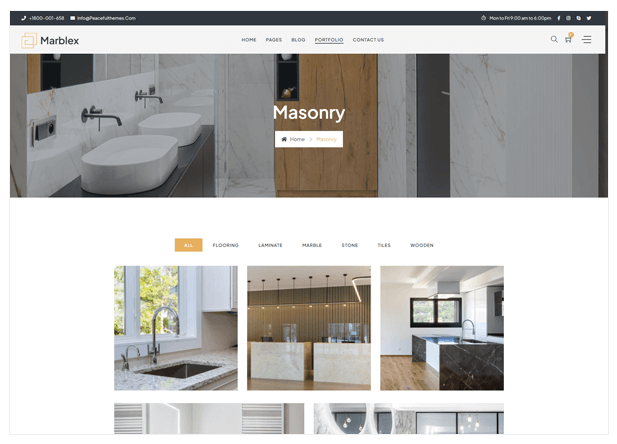 +1800-001-658 Info@Peacefulthemes.Com Mon to Fri 9:00 am to 6:00pm
Marblex HOME PAGES BLOG PORTFOLIO CONTACT US
Masonry
Home > Masonry
ALL FLOORING LAMINATE MARBLE STONE TILES WOODEN